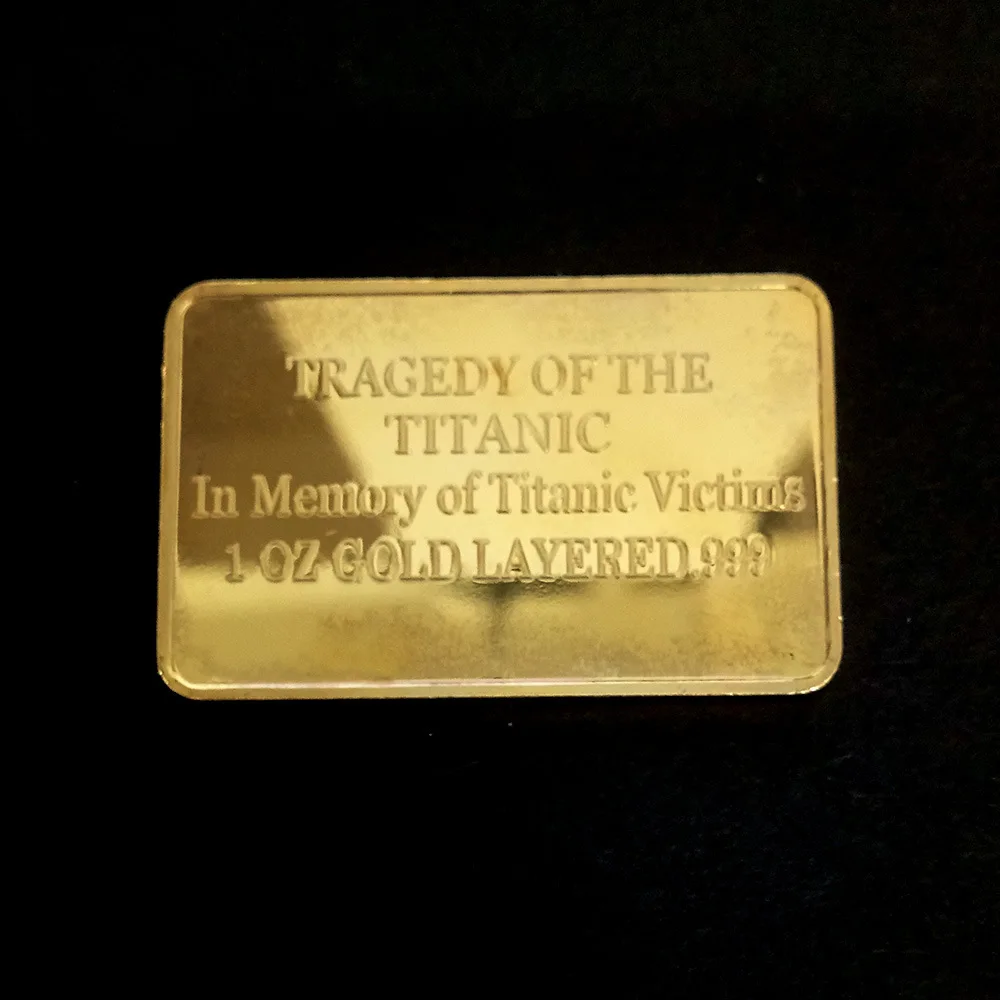 TRAGEDY OF THE
TITANIC
In Memory of Titanic Victims
1 OZ GOLD LAYERED .999